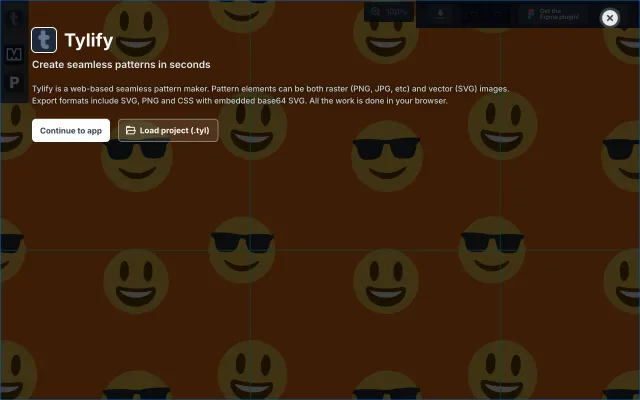 Get the
Figma plugin!
Tylify
Create seamless patterns in seconds
Tylify is a web-based seamless pattern maker. Pattern elements can be both raster (PNG, JPG, etc) and vector (SVG) images.
Export formats include SVG, PNG and CSS with embedded base64 SVG. All the work is done in your browser.
Continue to app
Load project (.tyl)
t
M
P